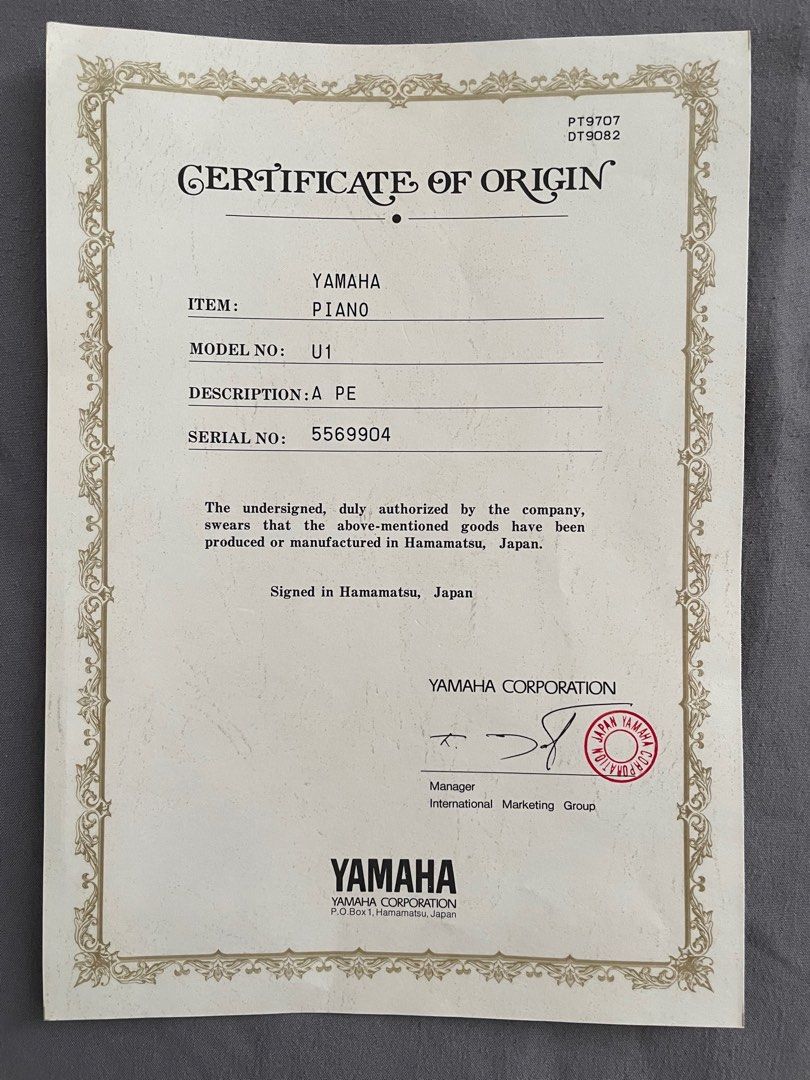 PT9707
DT9082
CERTIFICATE OF ORIGIN
YAMAHA
ITEM: PIANO
MODEL NO: U1
DESCRIPTION: A PE
SERIAL NO: 5569904
The undersigned, duly authorized by the company,
swears that the above-mentioned goods have been
produced or manufactured in Hamamatsu, Japan.
Signed in Hamamatsu, Japan
YAMAHA CORPORATION
JAPAN YAMAHA CORPORATION
Manager
International Marketing Group
YAMAHA
YAMAHA CORPORATION
P.O.Box 1, Hamamatsu, Japan